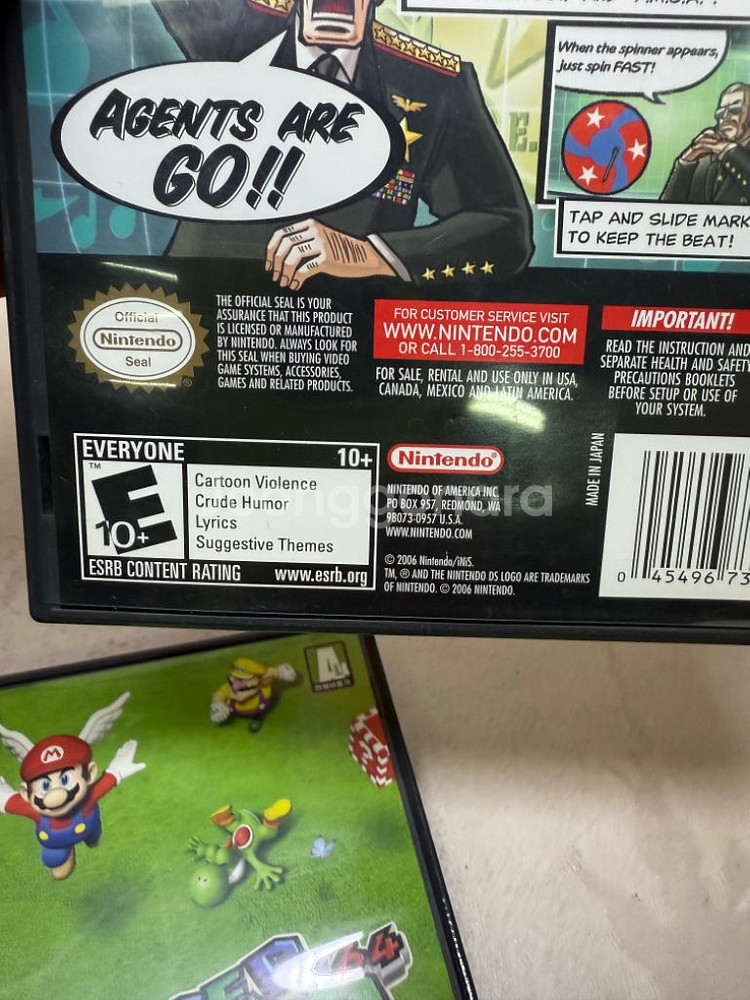 When the spinner appears,
just spin FAST!
AGENTS ARE
GO!!
E.
TAP AND SLIDE MARK
TO KEEP THE BEAT!
Official
Nintendo
Seal
®
THE OFFICIAL SEAL IS YOUR
ASSURANCE THAT THIS PRODUCT
IS LICENSED OR MANUFACTURED
BY NINTENDO. ALWAYS LOOK FOR
THIS SEAL WHEN BUYING VIDEO
GAME SYSTEMS, ACCESSORIES,
GAMES AND RELATED PRODUCTS.
FOR CUSTOMER SERVICE VISIT
WWW.NINTENDO.COM
OR CALL 1-800-255-3700
FOR SALE, RENTAL AND USE ONLY IN USA,
CANADA, MEXICO AND LATIN AMERICA.
IMPORTANT!
READ THE INSTRUCTION AND
SEPARATE HEALTH AND SAFETY
PRECAUTIONS BOOKLETS
BEFORE SETUP OR USE OF
YOUR SYSTEM.
EVERYONE 10+
TM
E
10+
Cartoon Violence
Crude Humor
Lyrics
Suggestive Themes
ESRB CONTENT RATING www.esrb.org
Nintendo®
NINTENDO OF AMERICA INC.
PO BOX 957, REDMOND, WA
98073-0957 U.S.A.
WWW.NINTENDO.COM
© 2006 Nintendo/iNiS.
TM, ® AND THE NINTENDO DS LOGO ARE TRADEMARKS
OF NINTENDO. © 2006 NINTENDO.
MADE IN JAPAN
0 45496 73
A
M
?
64